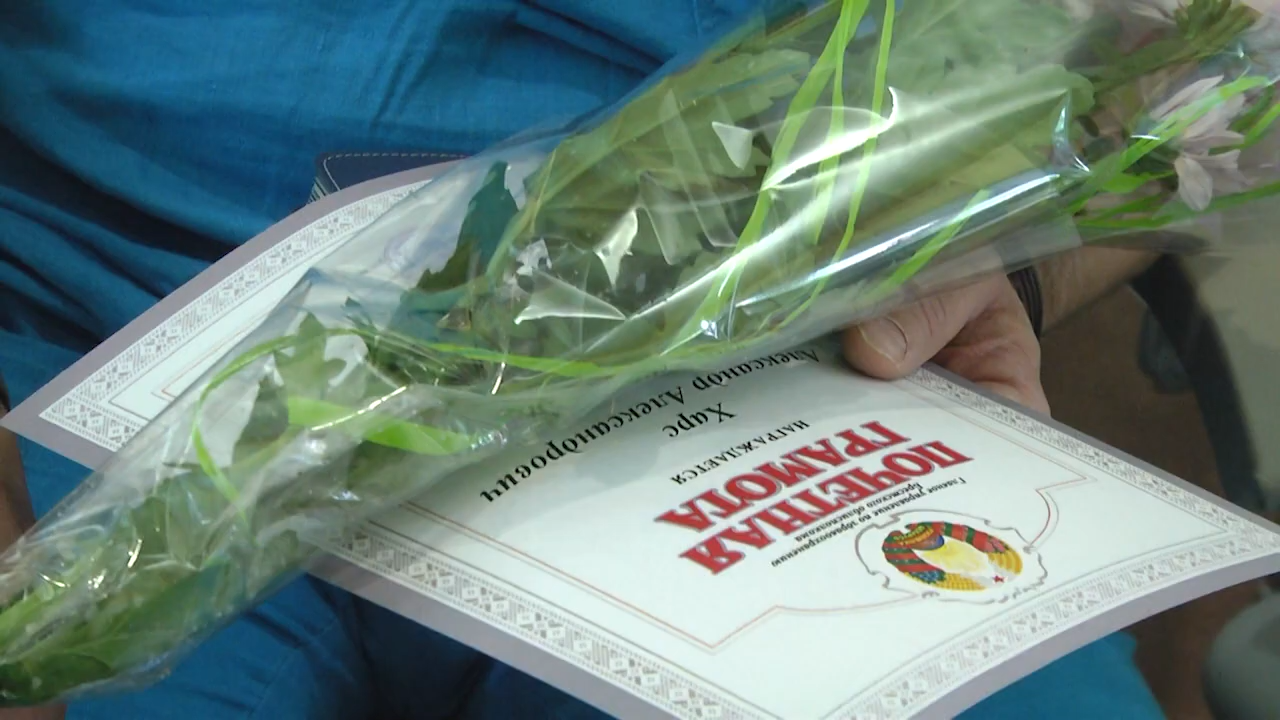 Главное управление по здравоохранению
Брестского облисполкома
ПОЧЕТНАЯ
ГРАМОТА
НАГРАЖДАЕТСЯ
Харс
Александр Александрович